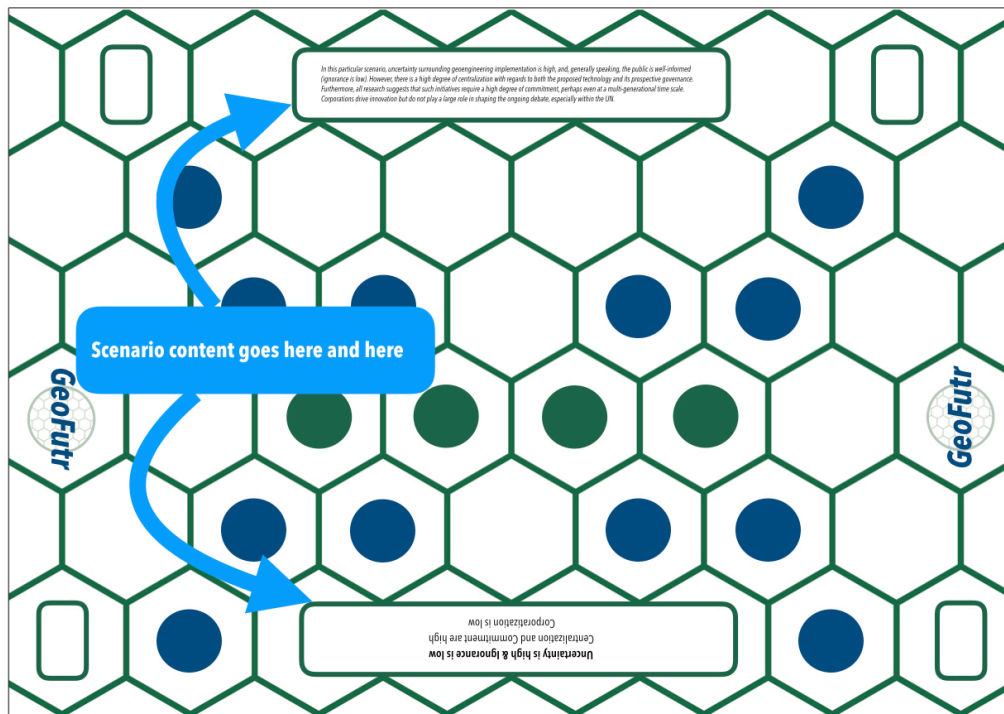 In this particular scenario, uncertainty surrounding geoengineering implementation is high, and, generally speaking, the public is well-informed
(ignorance is low). However, there is a high degree of centralization with regards to both the proposed technology and its prospective governance.
Furthermore, all research suggests that such initiatives require a high degree of commitment, perhaps even at a multi-generational time scale.
Corporations drive innovation but do not play a large role in shaping the ongoing debate, especially within the UN.
Scenario content goes here and here
GeoFutr
GeoFutr
Uncertainty is high & Ignorance is low
Centralization and Commitment are high
Corporatization is low